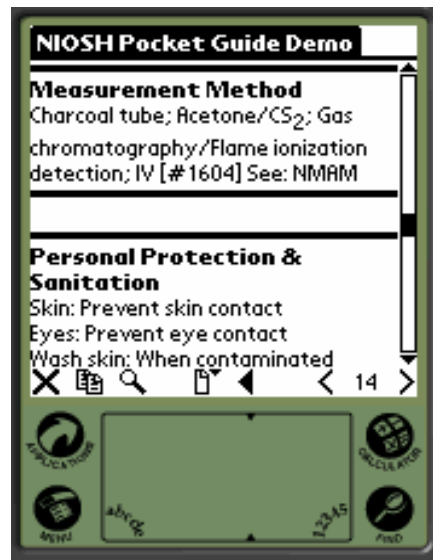 NIOSH Pocket Guide Demo
Measurement Method
Charcoal tube; Acetone/CS2; Gas
chromatography/Flame ionization
detection; IV [#1604] See: NMAM
Personal Protection &
Sanitation
Skin: Prevent skin contact
Eyes: Prevent eye contact
Wash skin: When contaminated
14
APPLICATIONS
CALCULATOR
abcde
12345
MENU
FIND